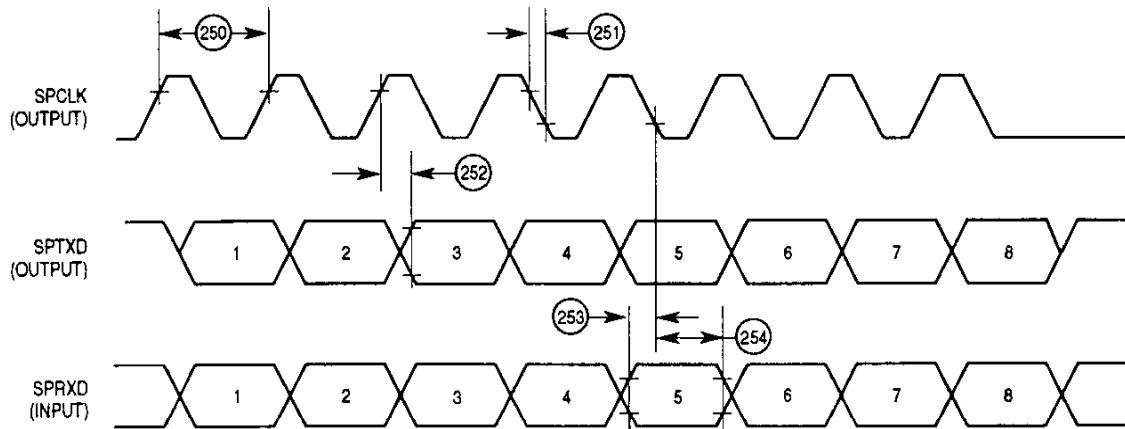 250
251
SPCLK
(OUTPUT)
252
SPTXD
(OUTPUT)
1 2 3 4 5 6 7 8
253
254
SPRXD
(INPUT)
1 2 3 4 5 6 7 8